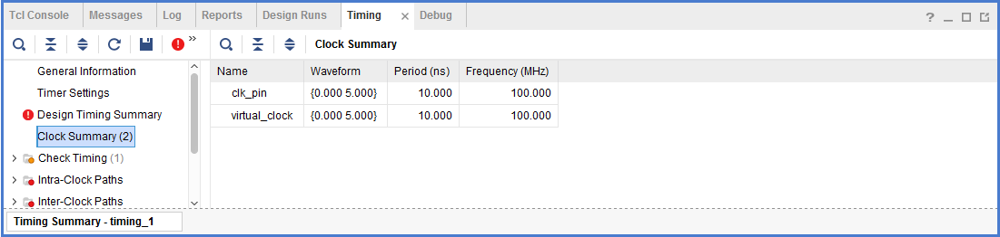 Tcl Console Messages Log Reports Design Runs Timing × Debug ? _
»
Clock Summary
General Information
Timer Settings
Design Timing Summary
Clock Summary (2)
Check Timing (1)
Intra-Clock Paths
Inter-Clock Paths
Name Waveform Period (ns) Frequency (MHz)
clk_pin {0.000 5.000} 10.000 100.000
virtual_clock {0.000 5.000} 10.000 100.000
Timing Summary - timing_1